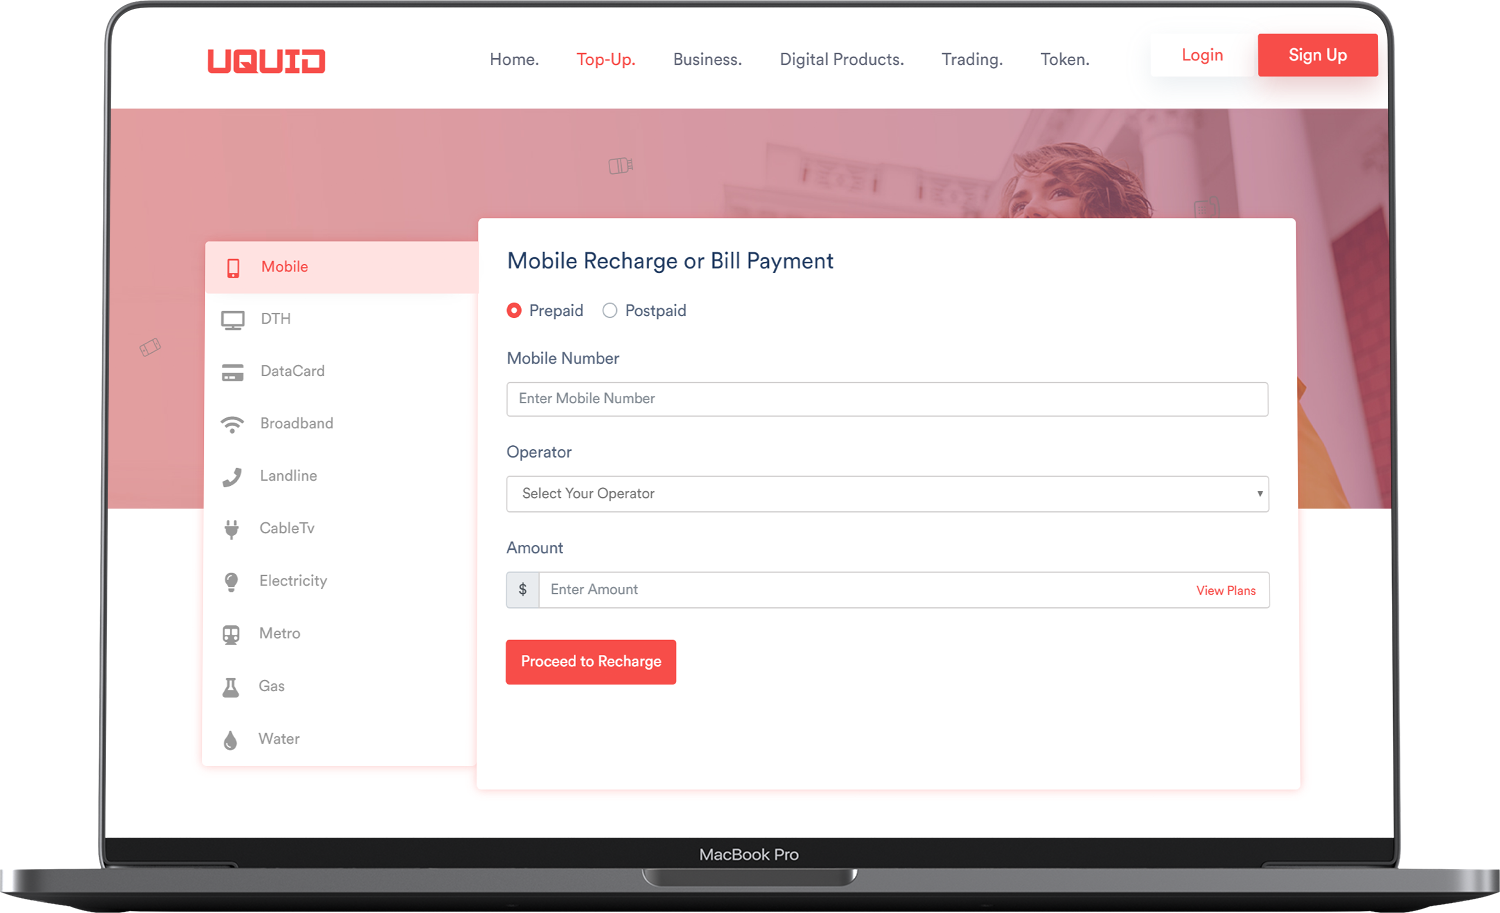 UQUID
Home. Top-Up. Business. Digital Products. Trading. Token. Login Sign Up
Mobile
DTH
DataCard
Broadband
Landline
CableTv
Electricity
Metro
Gas
Water
Mobile Recharge or Bill Payment
Prepaid Postpaid
Mobile Number
Enter Mobile Number
Operator
Select Your Operator
Amount
$ Enter Amount View Plans
Proceed to Recharge
MacBook Pro